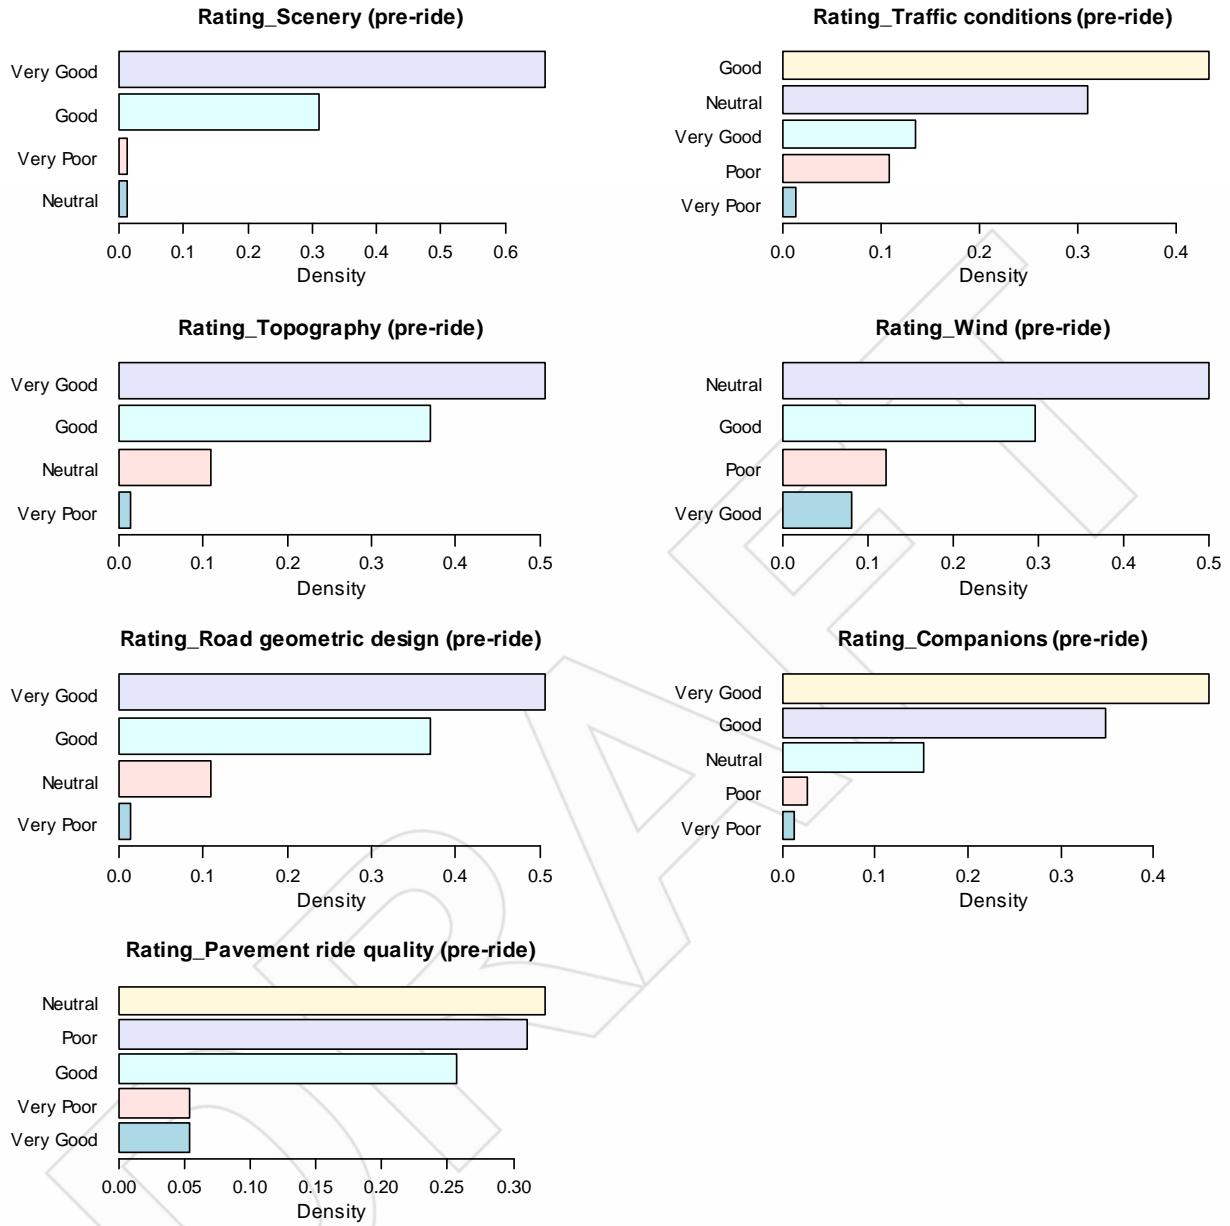 Rating_Scenery (pre-ride)
Very Good
Good
Very Poor
Neutral
0.0 0.1 0.2 0.3 0.4 0.5 0.6
Density
Rating_Traffic conditions (pre-ride)
Good
Neutral
Very Good
Poor
Very Poor
0.0 0.1 0.2 0.3 0.4
Density
Rating_Topography (pre-ride)
Very Good
Good
Neutral
Very Poor
0.0 0.1 0.2 0.3 0.4 0.5
Density
Rating_Wind (pre-ride)
Neutral
Good
Poor
Very Good
0.0 0.1 0.2 0.3 0.4 0.5
Density
Rating_Road geometric design (pre-ride)
Very Good
Good
Neutral
Very Poor
0.0 0.1 0.2 0.3 0.4 0.5
Density
Rating_Companions (pre-ride)
Very Good
Good
Neutral
Poor
Very Poor
0.0 0.1 0.2 0.3 0.4
Density
Rating_Pavement ride quality (pre-ride)
Neutral
Poor
Good
Very Poor
Very Good
0.00 0.05 0.10 0.15 0.20 0.25 0.30
Density
DRAFT